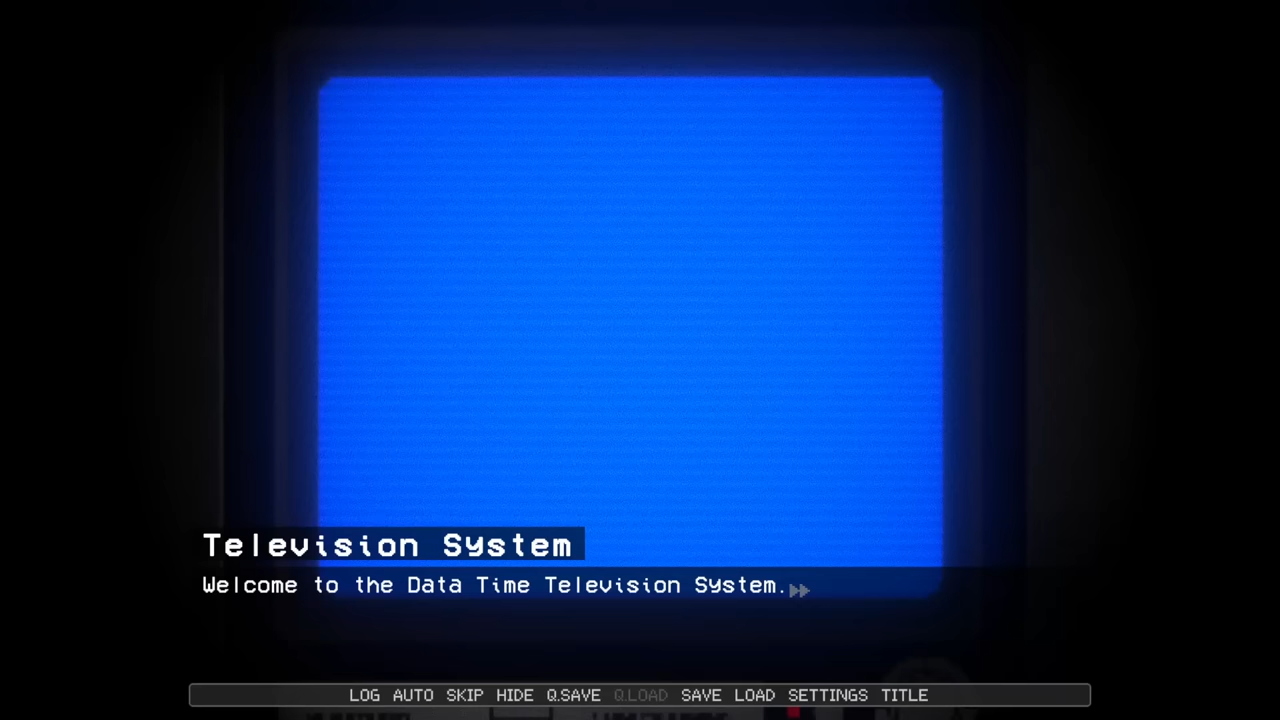 Television System
Welcome to the Data Time Television System.
LOG AUTO SKIP HIDE Q.SAVE Q.LOAD SAVE LOAD SETTINGS TITLE